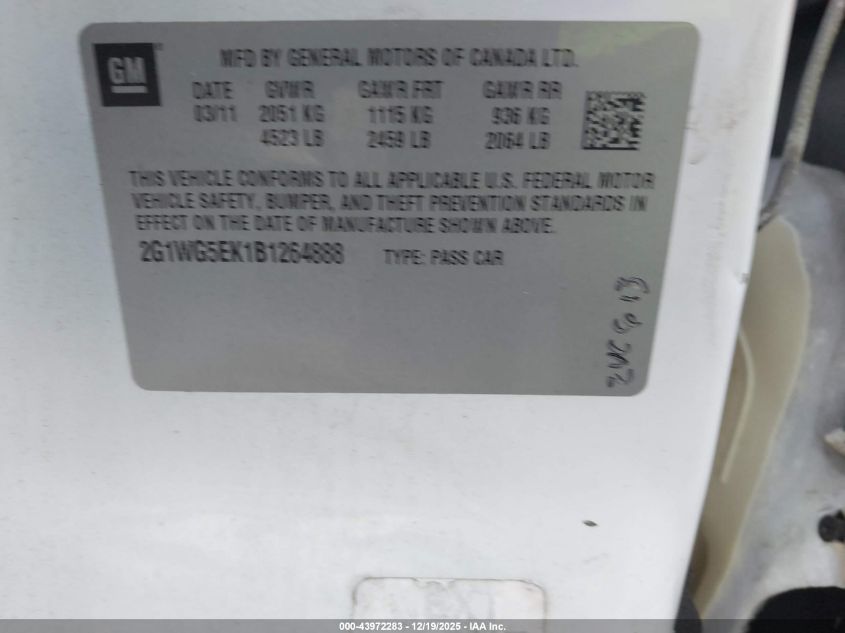 GM
MFD BY GENERAL MOTORS OF CANADA LTD.
DATE GVWR GAWR FRT GAWR RR
03/11 2051 KG 1115 KG 936 KG
4523 LB 2459 LB 2064 LB
THIS VEHICLE CONFORMS TO ALL APPLICABLE U.S. FEDERAL MOTOR
VEHICLE SAFETY, BUMPER, AND THEFT PREVENTION STANDARDS IN
EFFECT ON THE DATE OF MANUFACTURE SHOWN ABOVE.
2G1WG5EK1B1264888 TYPE: PASS CAR
000-43972283 - 12/19/2025 - IAA Inc.